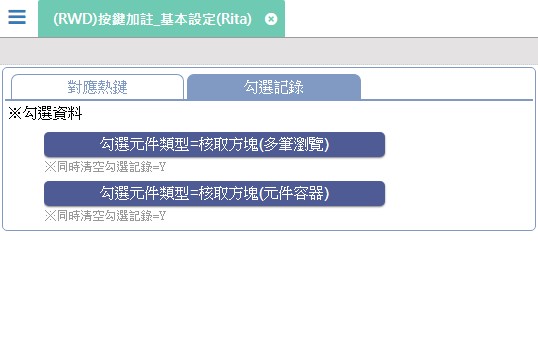 (RWD)按鍵加註_基本設定(Rita)
對應熱鍵
勾選記錄
※勾選資料
勾選元件類型=核取方塊(多筆瀏覽)
※同時清空勾選記錄=Y
勾選元件類型=核取方塊(元件容器)
※同時清空勾選記錄=Y